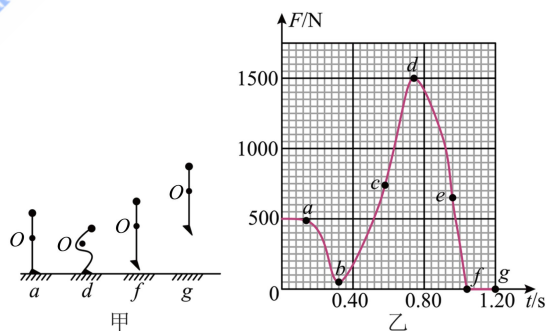 O O O O
a d f g
甲
F/N
1500
1000
500
0
0.40 0.80 1.20 t/s
a b c d e f g
乙